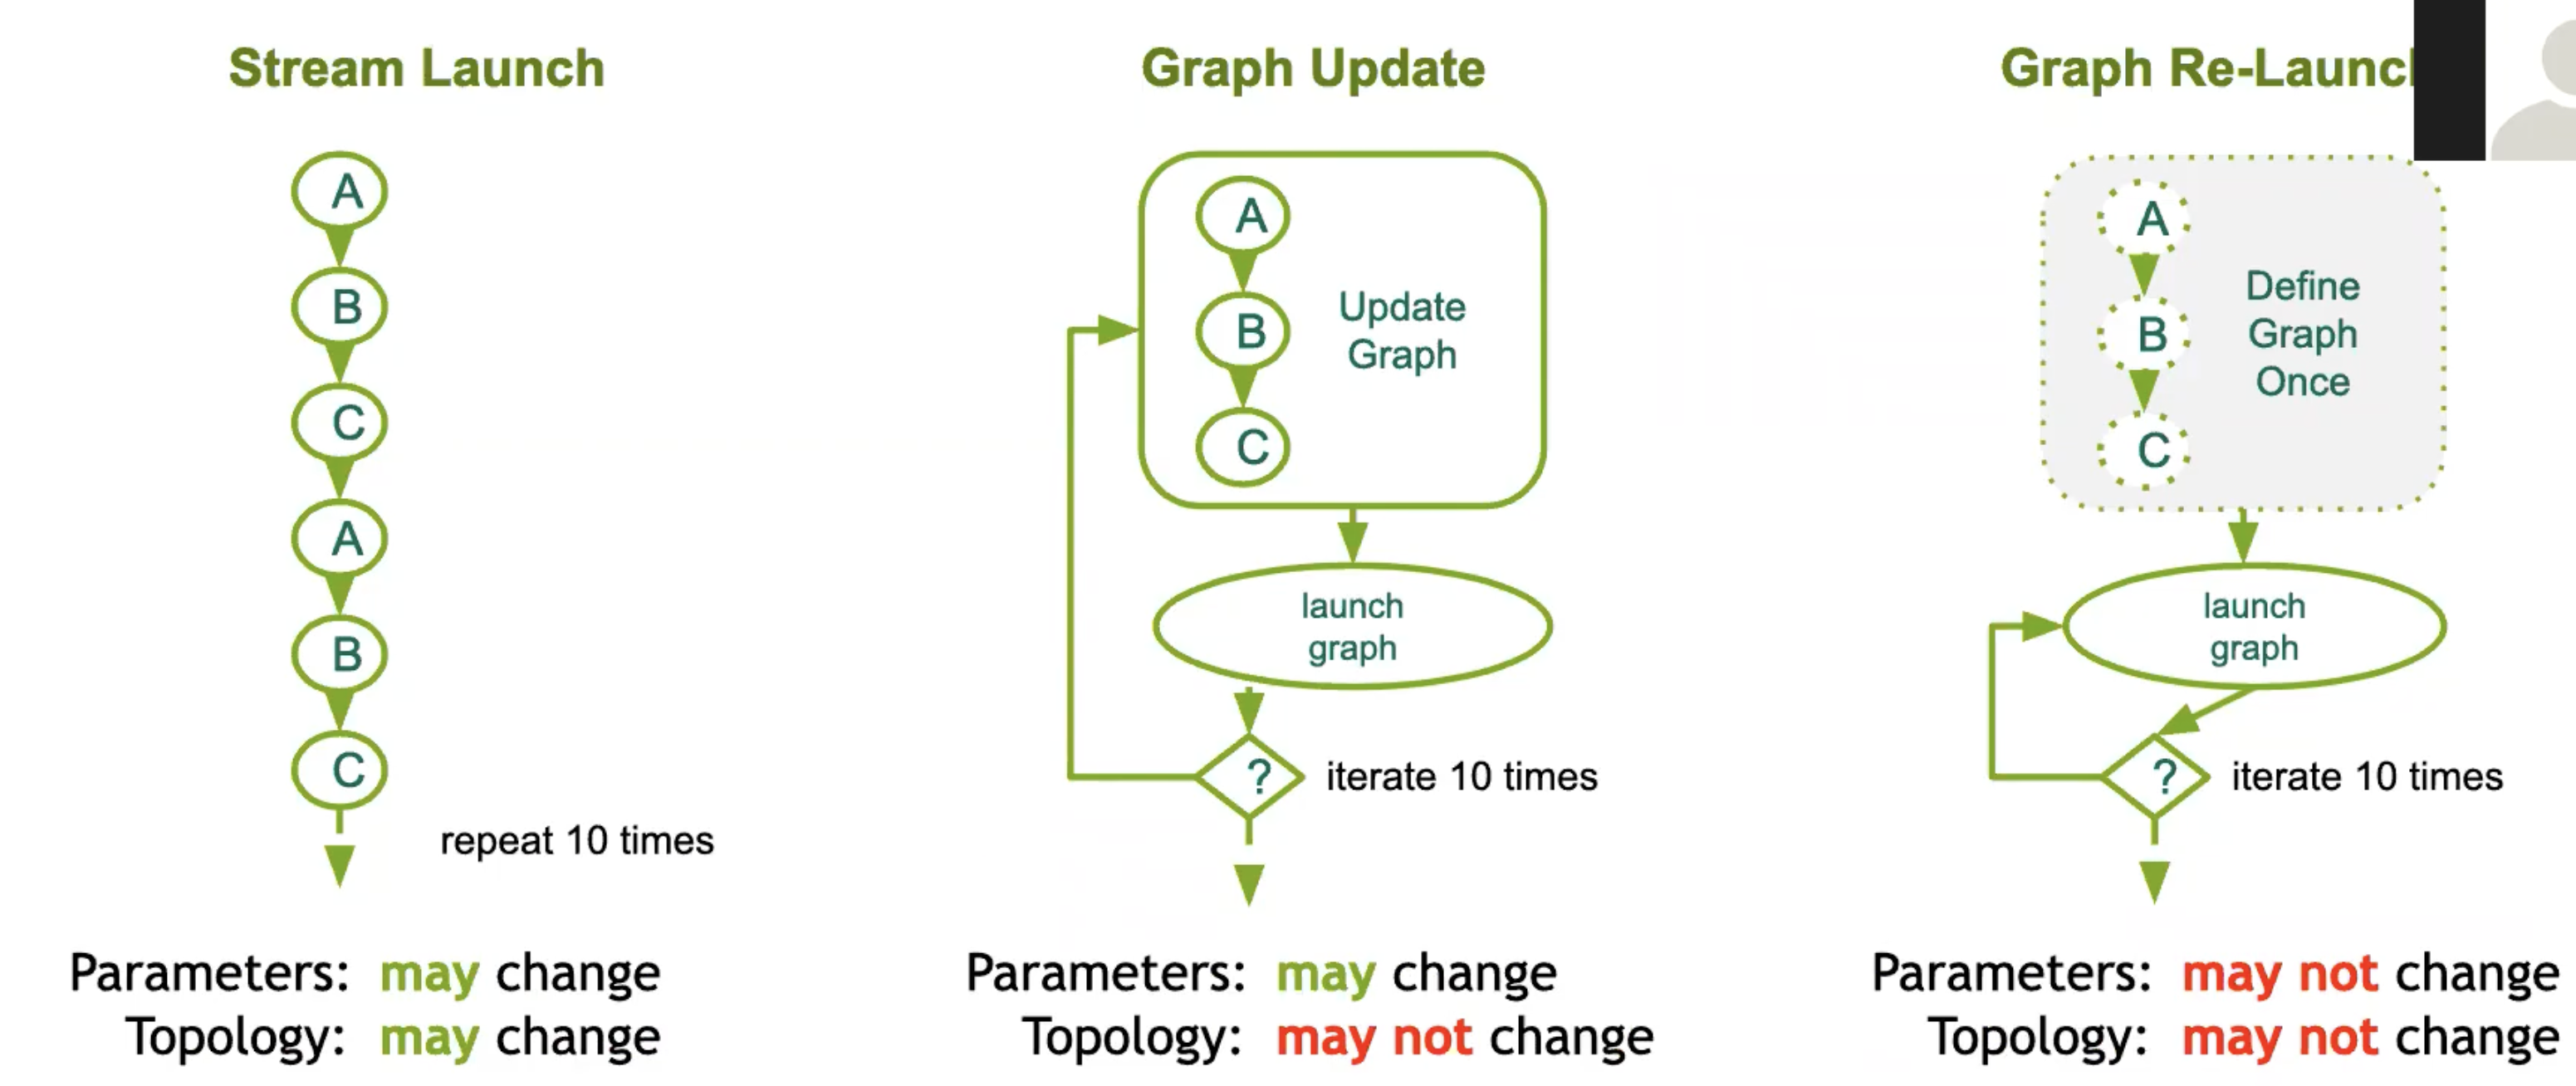 Stream Launch
A
B
C
A
B
C
repeat 10 times
Parameters: may change
Topology: may change
Graph Update
A
B
C
Update
Graph
launch
graph
?
iterate 10 times
Parameters: may change
Topology: may not change
Graph Re-Launch
A
B
C
Define
Graph
Once
launch
graph
?
iterate 10 times
Parameters: may not change
Topology: may not change